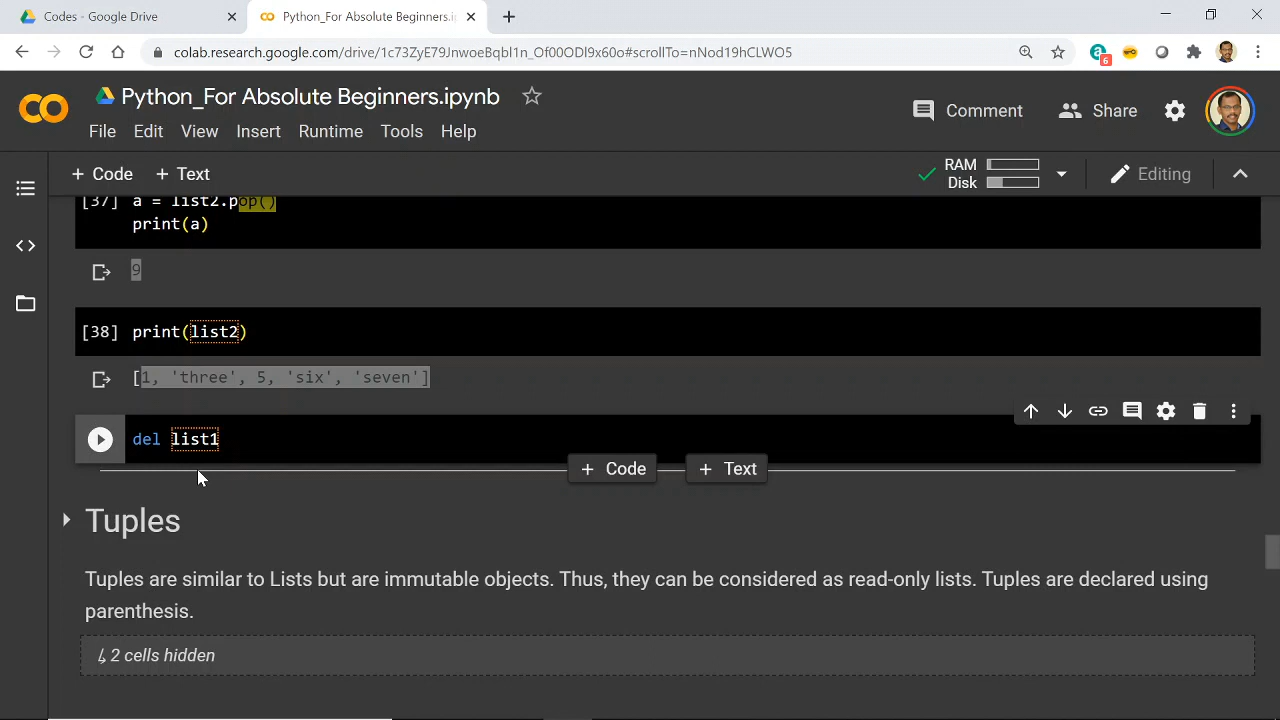 Codes - Google Drive
Python_For Absolute Beginners.ip
colab.research.google.com/drive/1c73ZyE79JnwoeBqbI1n_Of00ODl9x60o#scrollTo=nNod19hCLWO5
6
Python_For Absolute Beginners.ipynb
Comment
Share
File Edit View Insert Runtime Tools Help
+ Code + Text
RAM
Disk
Editing
[37] a = list2.pop()
print(a)
9
[38] print(list2)
[1, 'three', 5, 'six', 'seven']
del list1
+ Code + Text
Tuples
Tuples are similar to Lists but are immutable objects. Thus, they can be considered as read-only lists. Tuples are declared using
parenthesis.
↳ 2 cells hidden